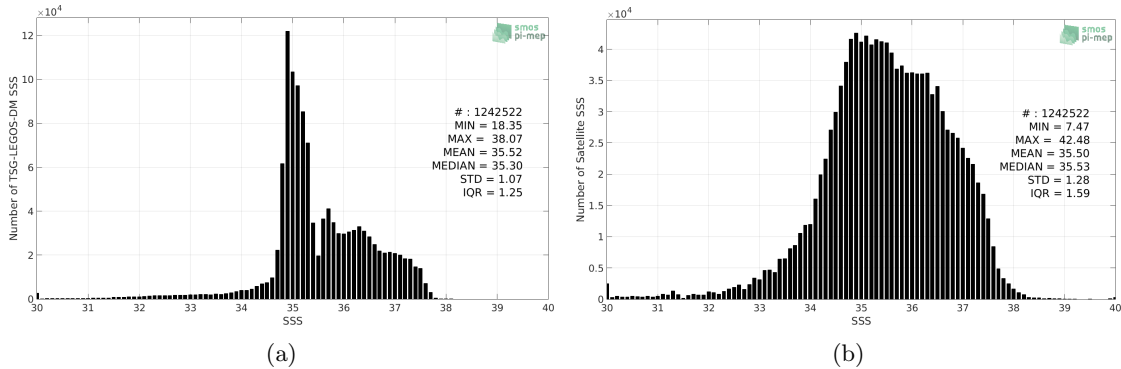 ×10⁴
12
10
8
6
4
2
0
30 31 32 33 34 35 36 37 38 39 40
SSS
Number of TSG-LEGOS-DM SSS
smos
pi-mep
# : 1242522
MIN = 18.35
MAX = 38.07
MEAN = 35.52
MEDIAN = 35.30
STD = 1.07
IQR = 1.25
(a)
×10⁴
4.5
4
3.5
3
2.5
2
1.5
1
0.5
0
30 31 32 33 34 35 36 37 38 39 40
SSS
Number of Satellite SSS
smos
pi-mep
# : 1242522
MIN = 7.47
MAX = 42.48
MEAN = 35.50
MEDIAN = 35.53
STD = 1.28
IQR = 1.59
(b)